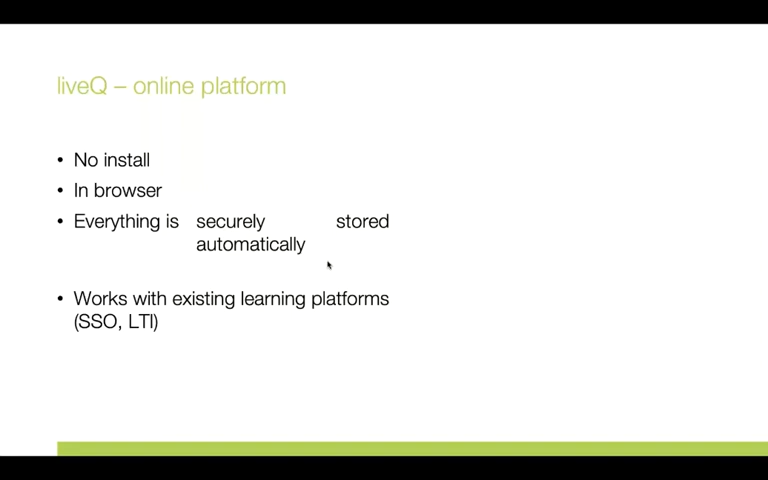 liveQ – online platform
• No install
• In browser
• Everything is securely stored
automatically
• Works with existing learning platforms
(SSO, LTI)